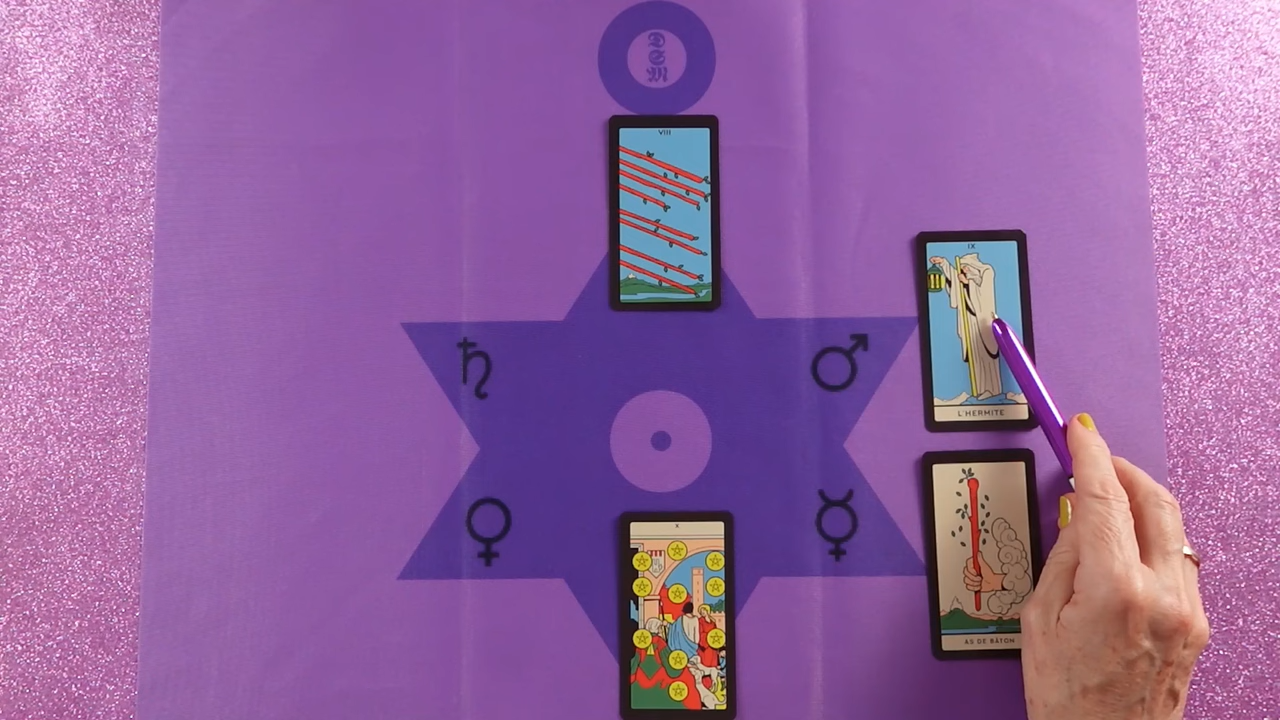 D
S
M
VIII
IX
L'HERMITE
X
AS DE BÂTON